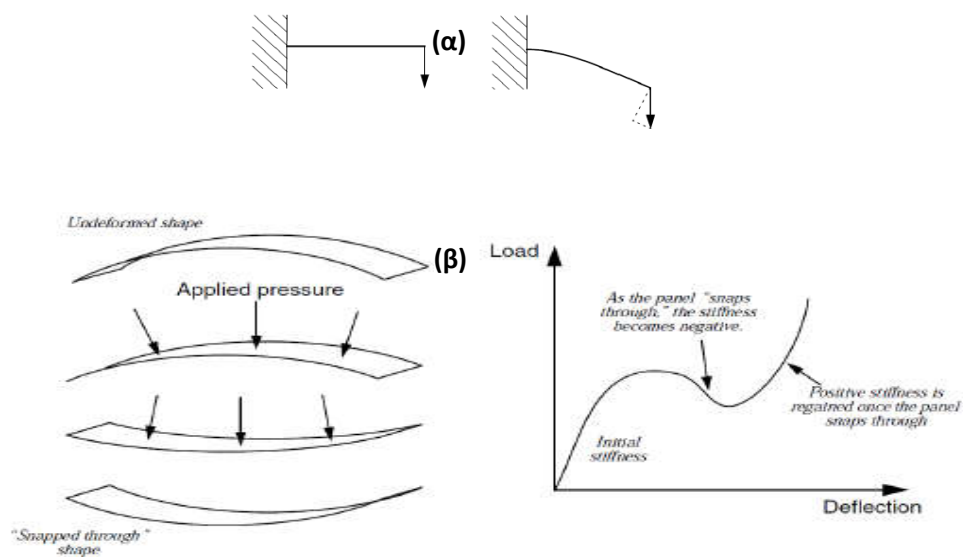 (α)
Undeformed shape
(β)
Applied pressure
"Snapped through"
shape
Load
As the panel "snaps
through," the stiffness
becomes negative.
Positive stiffness is
regained once the panel
snaps through
Initial
stiffness
Deflection